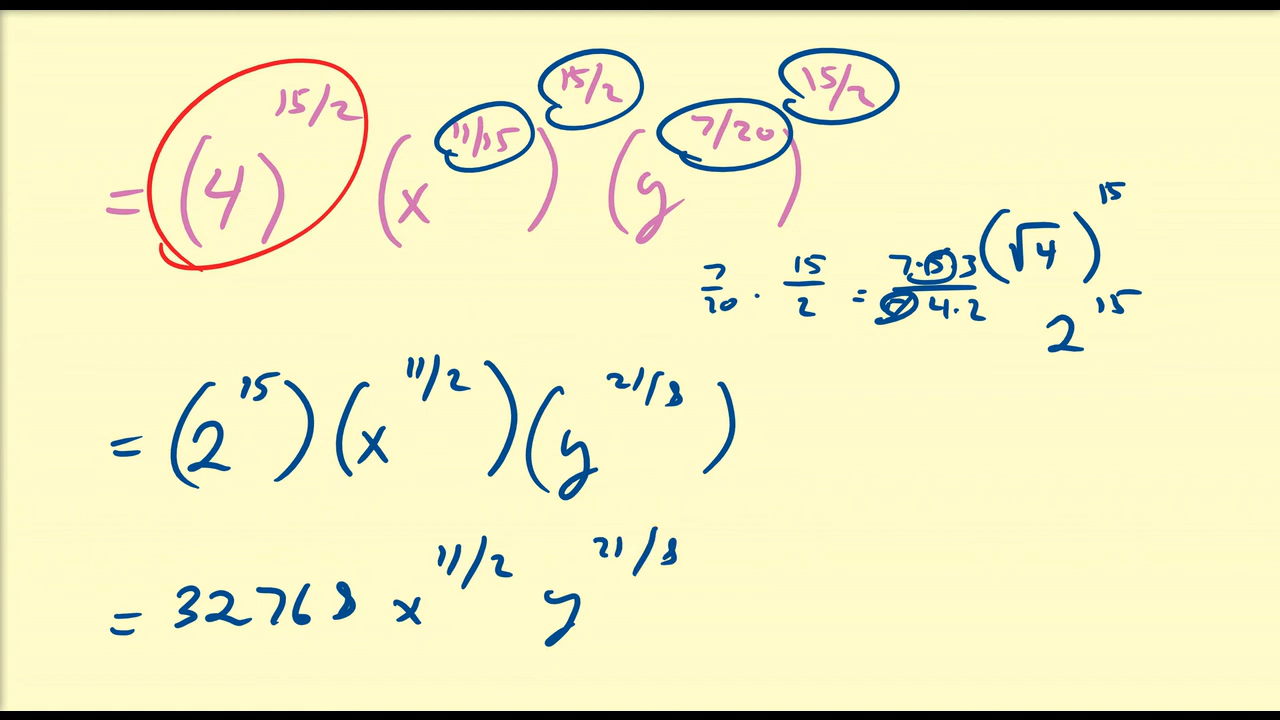 = (4)^15/2 (x^11/15)^15/2 (y^7/20)^15/2
(√4)^15
7/20 · 15/2 = 7·15 3 / 4·2
2^15
= (2^15)(x^11/2)(y^21/8)
= 32768 x^11/2 y^21/8